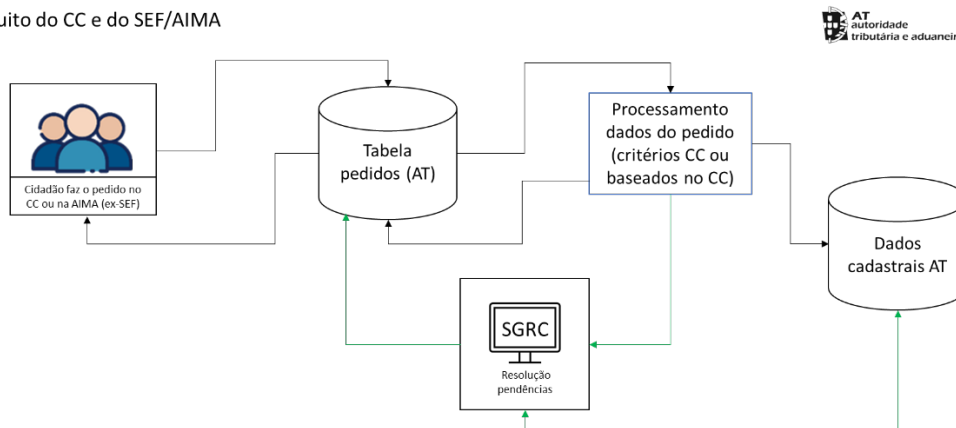 uito do CC e do SEF/AIMA
AT
autoridade
tributária e aduaneir
Cidadão faz o pedido no
CC ou na AIMA (ex-SEF)
Tabela
pedidos (AT)
Processamento
dados do pedido
(critérios CC ou
baseados no CC)
Dados
cadastrais AT
SGRC
Resolução
pendências